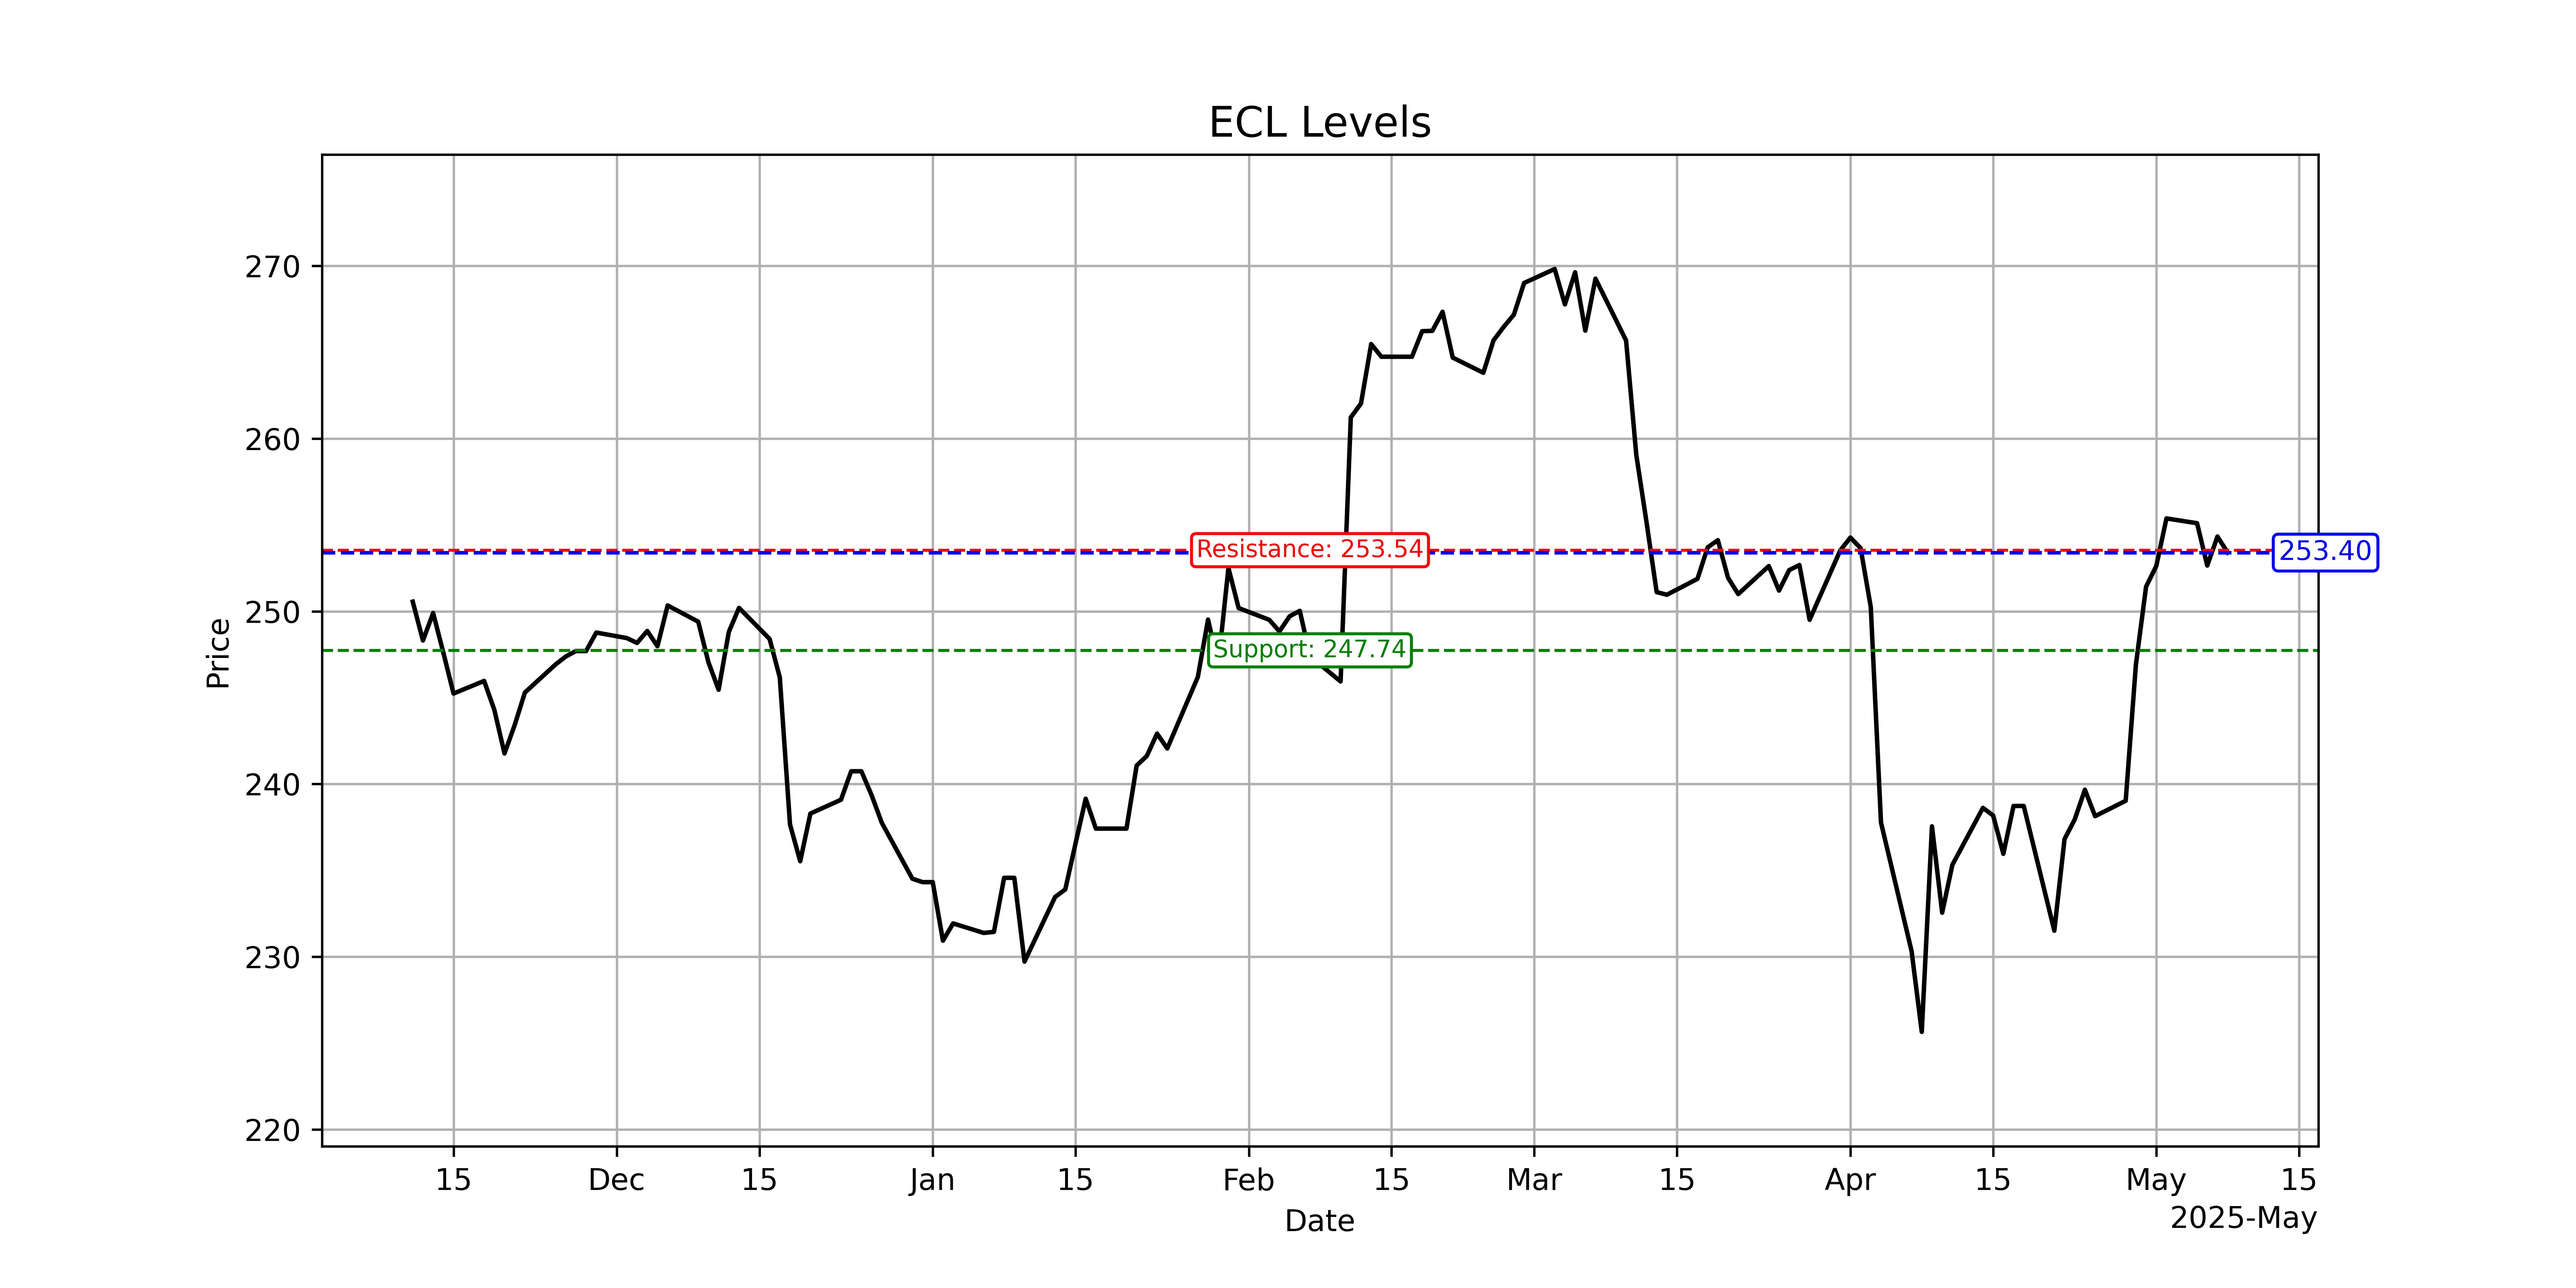 ECL Levels
270
260
250
240
230
220
Price
Resistance: 253.54
253.40
Support: 247.74
15 Dec 15 Jan 15 Feb 15 Mar 15 Apr 15 May 15
Date
2025-May